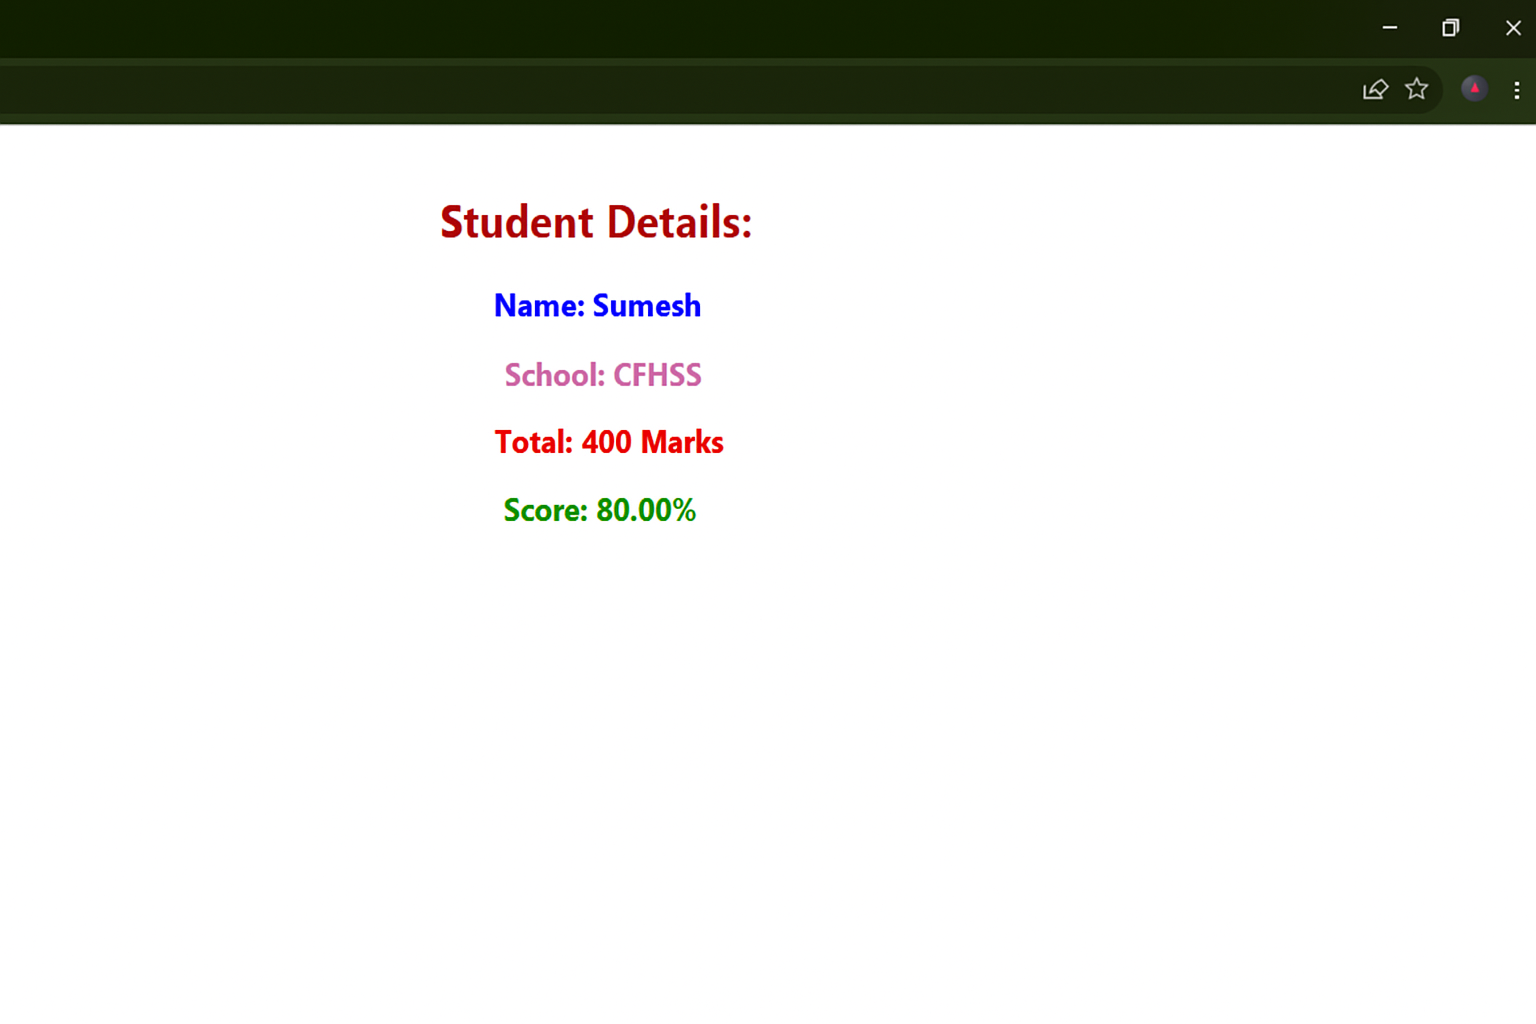 Student Details:
Name: Sumesh
School: CFHSS
Total: 400 Marks
Score: 80.00%